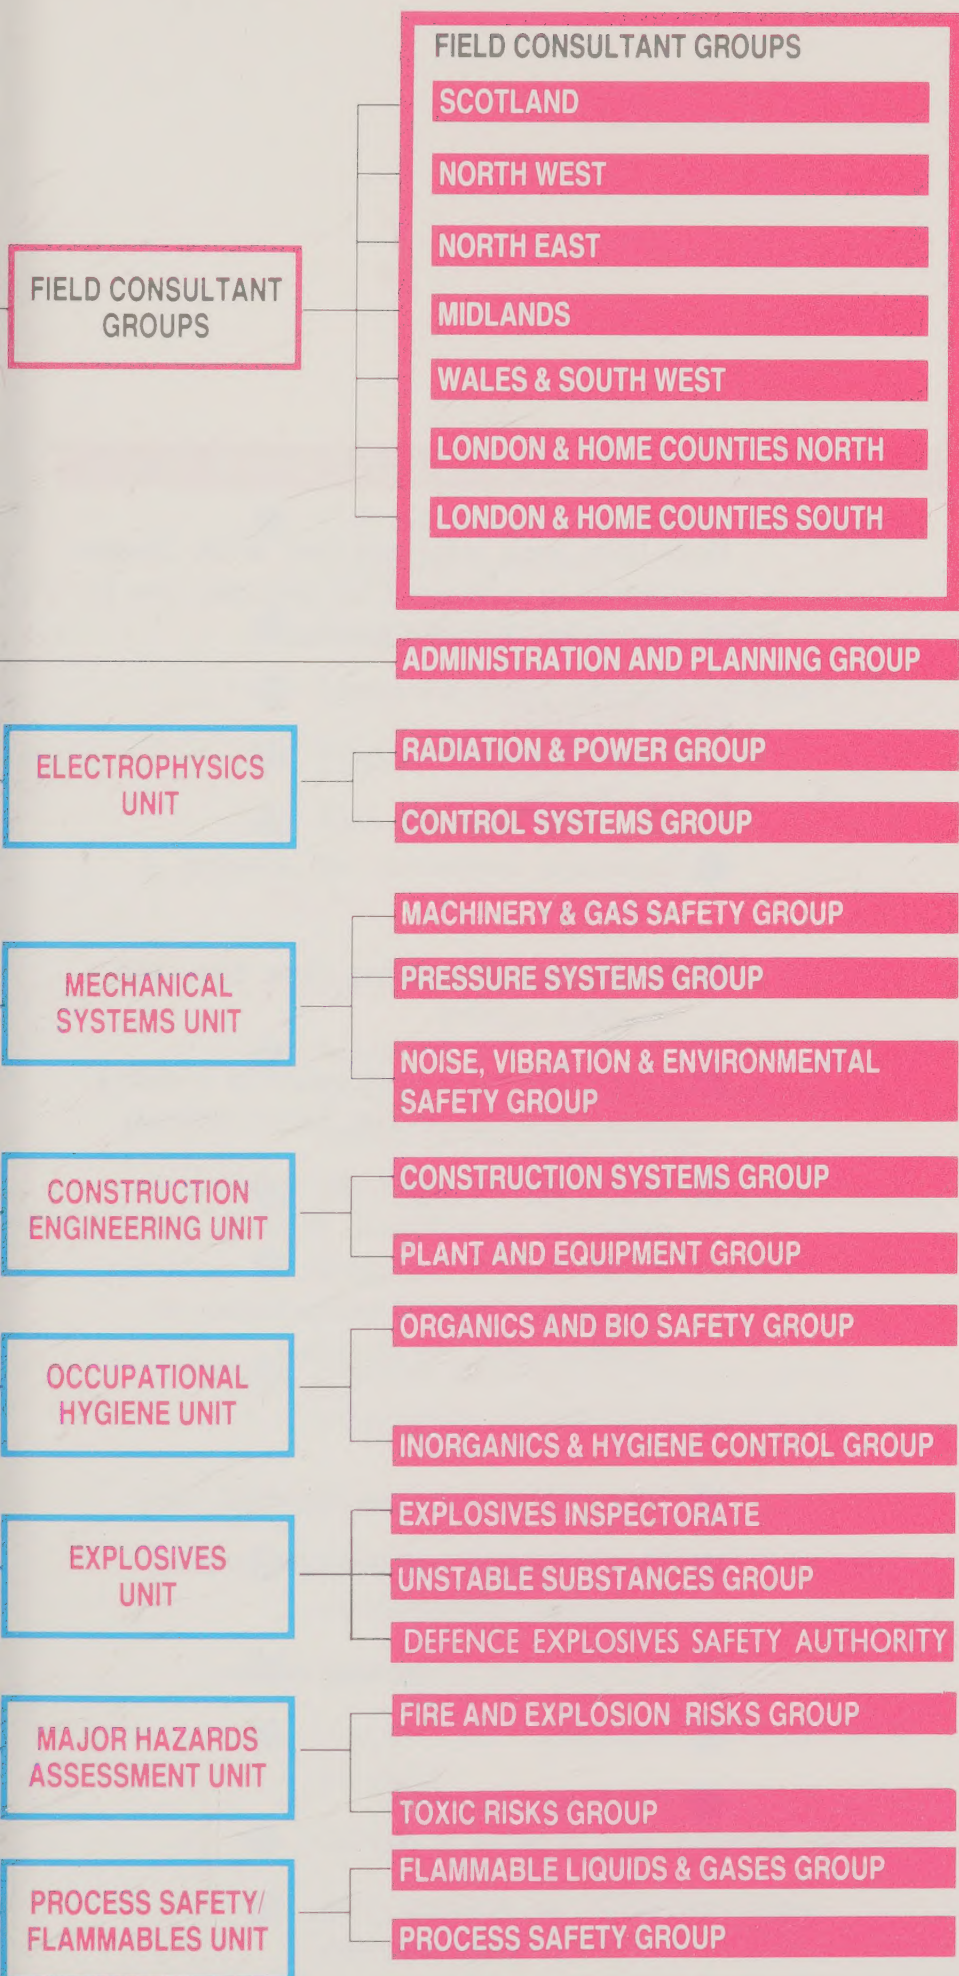 FIELD CONSULTANT GROUPS
SCOTLAND
NORTH WEST
NORTH EAST
FIELD CONSULTANT
GROUPS
MIDLANDS
WALES & SOUTH WEST
LONDON & HOME COUNTIES NORTH
LONDON & HOME COUNTIES SOUTH
ADMINISTRATION AND PLANNING GROUP
ELECTROPHYSICS
UNIT
RADIATION & POWER GROUP
CONTROL SYSTEMS GROUP
MECHANICAL
SYSTEMS UNIT
MACHINERY & GAS SAFETY GROUP
PRESSURE SYSTEMS GROUP
NOISE, VIBRATION & ENVIRONMENTAL
SAFETY GROUP
CONSTRUCTION
ENGINEERING UNIT
CONSTRUCTION SYSTEMS GROUP
PLANT AND EQUIPMENT GROUP
OCCUPATIONAL
HYGIENE UNIT
ORGANICS AND BIO SAFETY GROUP
INORGANICS & HYGIENE CONTROL GROUP
EXPLOSIVES
UNIT
EXPLOSIVES INSPECTORATE
UNSTABLE SUBSTANCES GROUP
DEFENCE EXPLOSIVES SAFETY AUTHORITY
MAJOR HAZARDS
ASSESSMENT UNIT
FIRE AND EXPLOSION RISKS GROUP
TOXIC RISKS GROUP
PROCESS SAFETY/
FLAMMABLES UNIT
FLAMMABLE LIQUIDS & GASES GROUP
PROCESS SAFETY GROUP